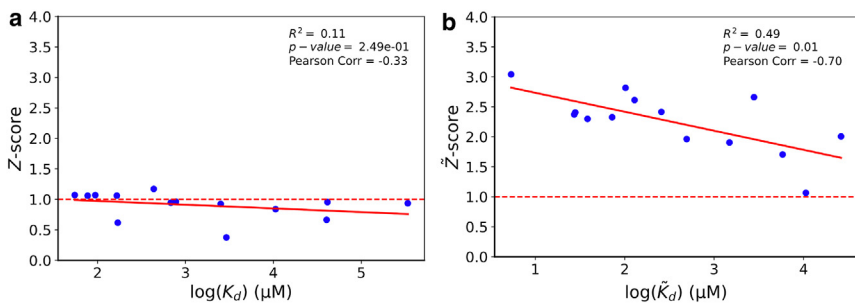 a
R² = 0.11
p − value = 2.49e-01
Pearson Corr = -0.33
Z-score
4.0
3.5
3.0
2.5
2.0
1.5
1.0
0.5
0.0
2
3
4
5
log(K_d) (μM)
b
R² = 0.49
p − value = 0.01
Pearson Corr = -0.70
Z̃-score
4.0
3.5
3.0
2.5
2.0
1.5
1.0
0.5
0.0
1
2
3
4
log(K̃_d) (μM)